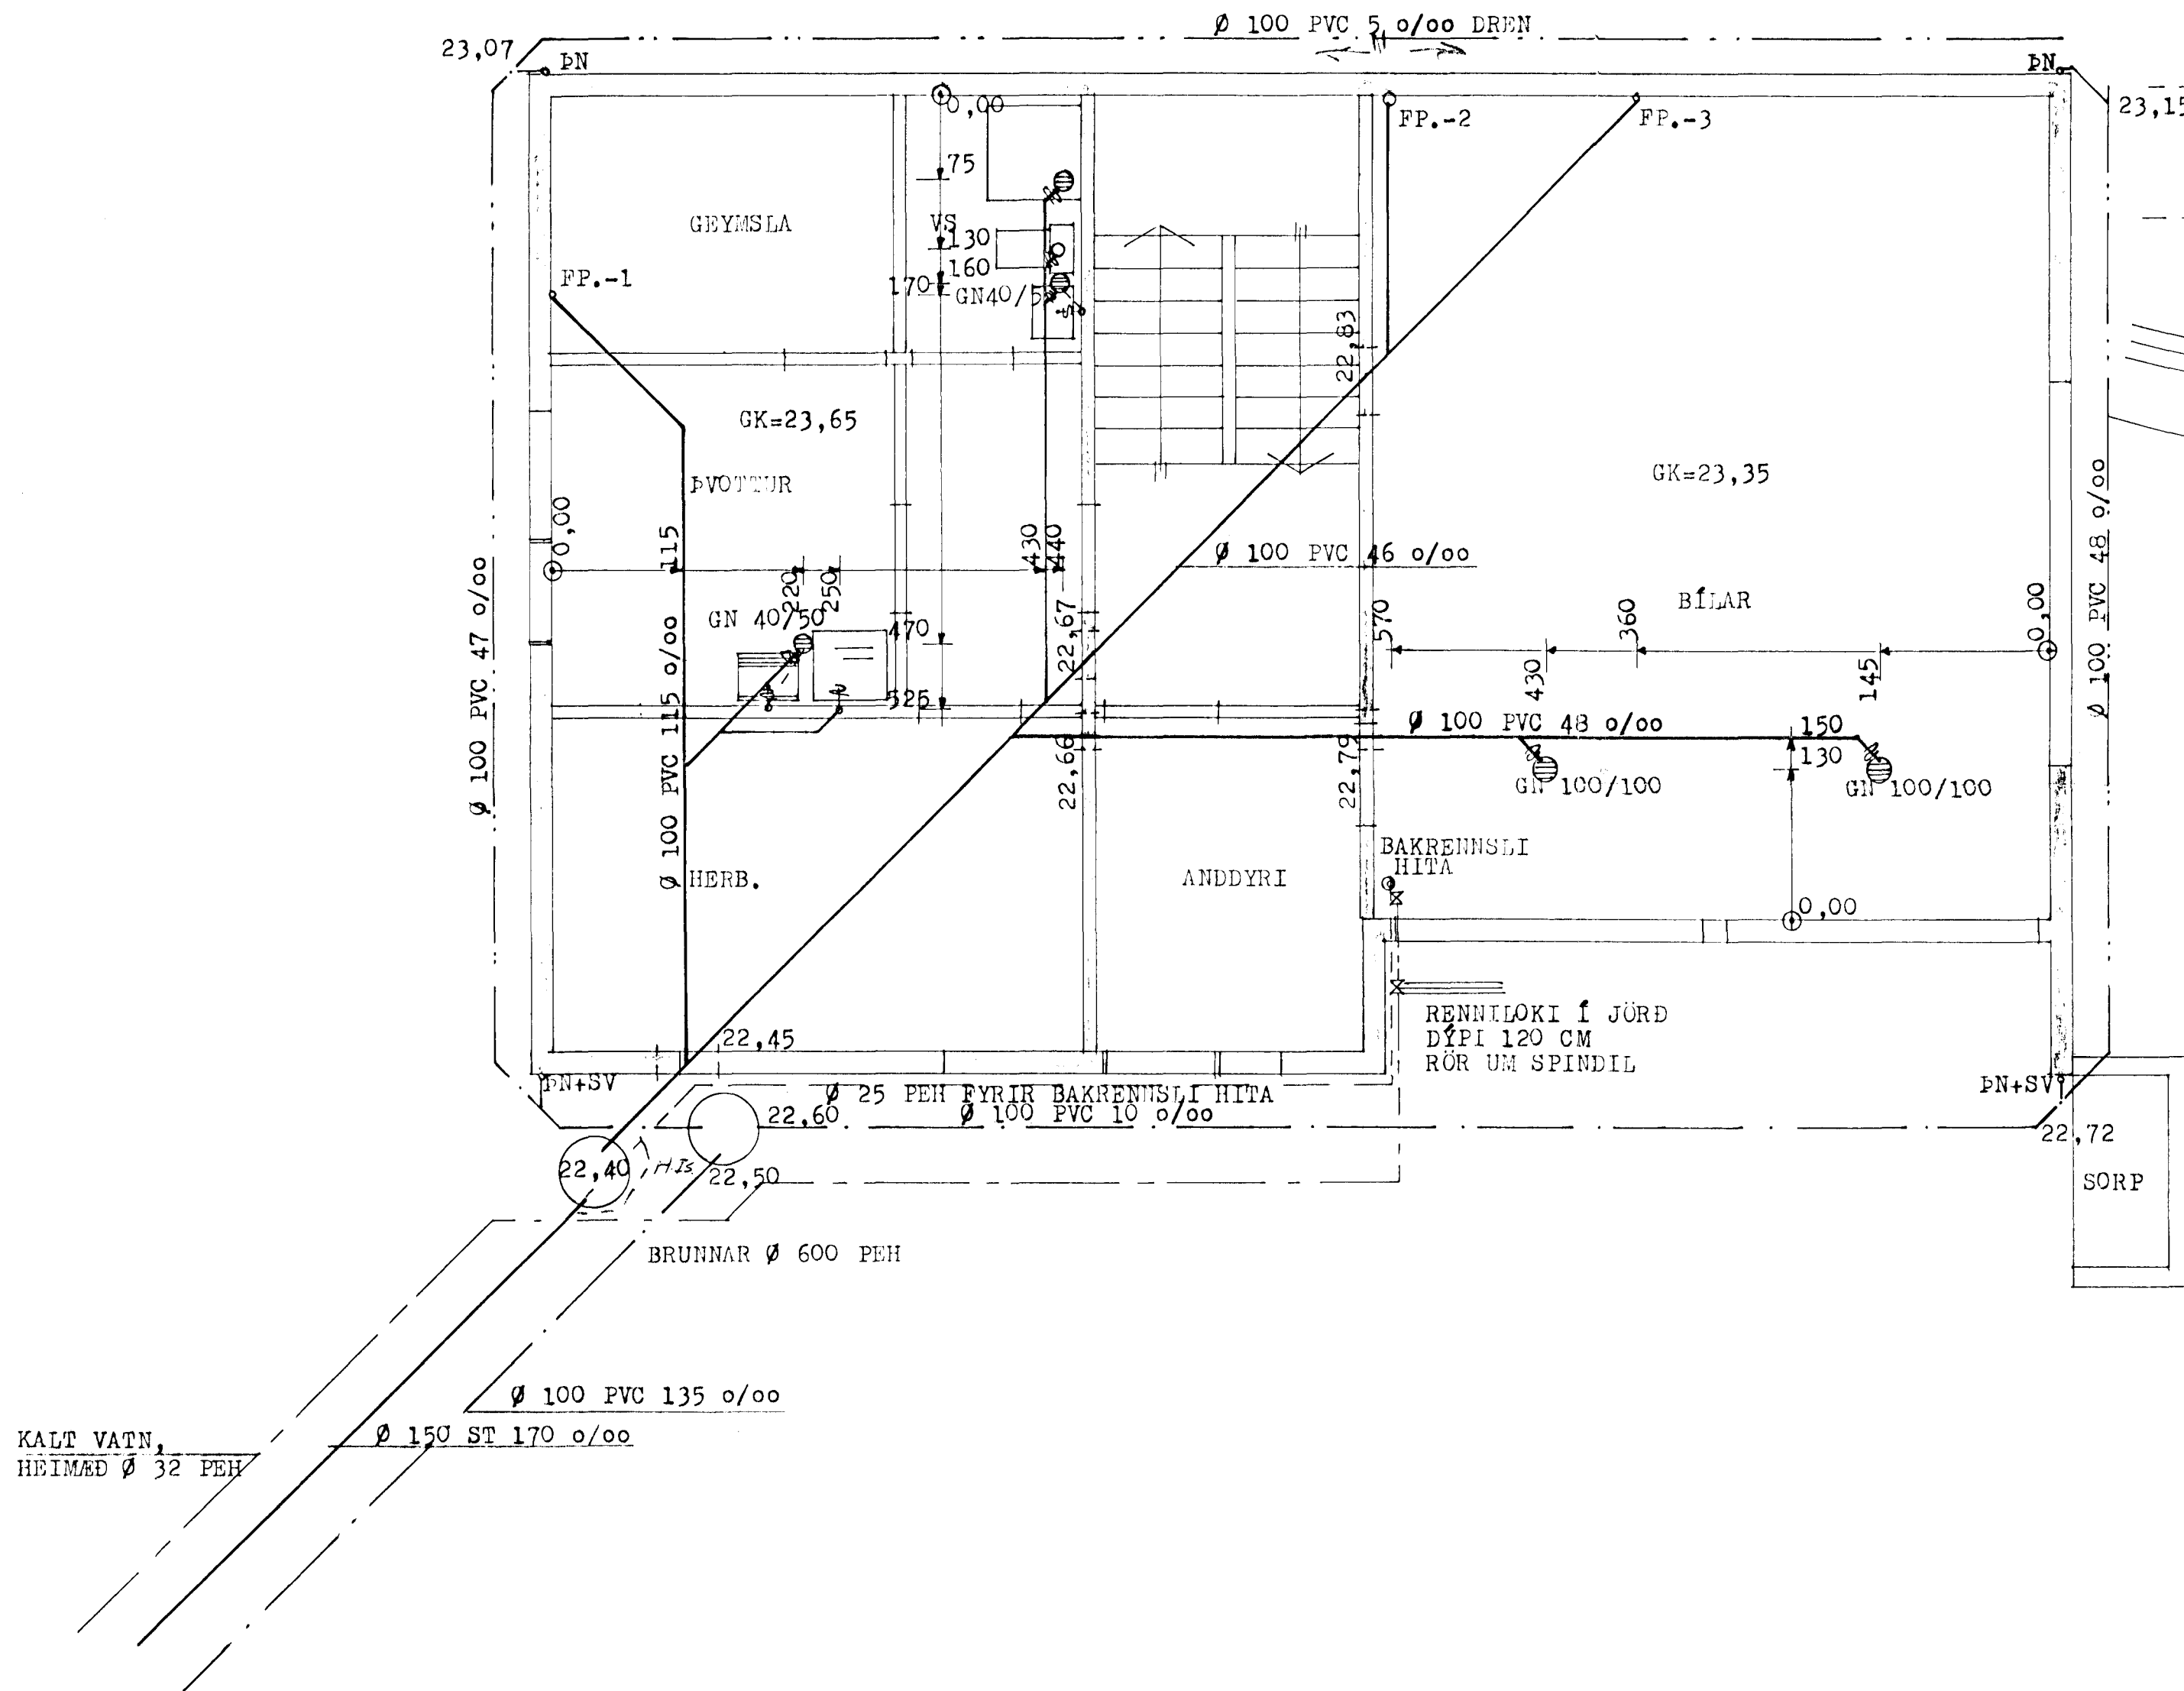 Ø 100 PVC 5 o/oo DREN
23,07
ÞN
ÞN
23,15
0,00
FP.-2
FP.-3
75
GEYMSLA
VS
130
160
170
GN40/5
FP.-1
22,83
GK=23,65
GK=23,35
ÞVOTTUR
0,00
115
430
440
Ø 100 PVC 46 o/oo
Ø 100 PVC 47 o/oo
Ø 100 PVC 48 o/oo
BÍLAR
220
250
GN 40/50
470
22,67
570
430
360
145
0,00
Ø 100 PVC 115 o/oo
525
Ø 100 PVC 48 o/oo
150
130
22,66
22,79
GN 100/100
GN 100/100
BAKRENNSLI
HITA
HERB.
ANDDYRI
0,00
RENNILOKI Í JÖRÐ
DÝPI 120 CM
RÖR UM SPINDIL
22,45
ÞN+SV
ÞN+SV
Ø 25 PEH FYRIR BAKRENNSLI HITA
22,60
Ø 100 PVC 10 o/oo
22,72
22,40
H.Is.
22,50
SORP
BRUNNAR Ø 600 PEH
Ø 100 PVC 135 o/oo
Ø 150 ST 170 o/oo
KALT VATN,
HEIMÆÐ Ø 32 PEH